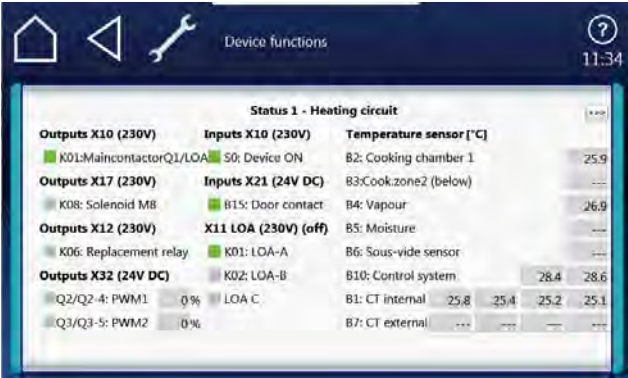 Device functions
?
11:34
Status 1 - Heating circuit
Outputs X10 (230V) Inputs X10 (230V) Temperature sensor [°C]
K01:MaincontactorQ1/LOA S0: Device ON B2: Cooking chamber 1 25.9
Outputs X17 (230V) Inputs X21 (24V DC) B3:Cook.zone2 (below) ---
K08: Solenoid M8 B15: Door contact B4: Vapour 26.9
Outputs X12 (230V) X11 LOA (230V) (off) B5: Moisture ---
K06: Replacement relay K01: LOA-A B6: Sous-vide sensor ---
Outputs X32 (24V DC) K02: LOA-B B10: Control system 28.4 28.6
Q2/Q2-4: PWM1 0 % LOA C B1: CT internal 25.8 25.4 25.2 25.1
Q3/Q3-5: PWM2 0 % B7: CT external --- --- --- ---